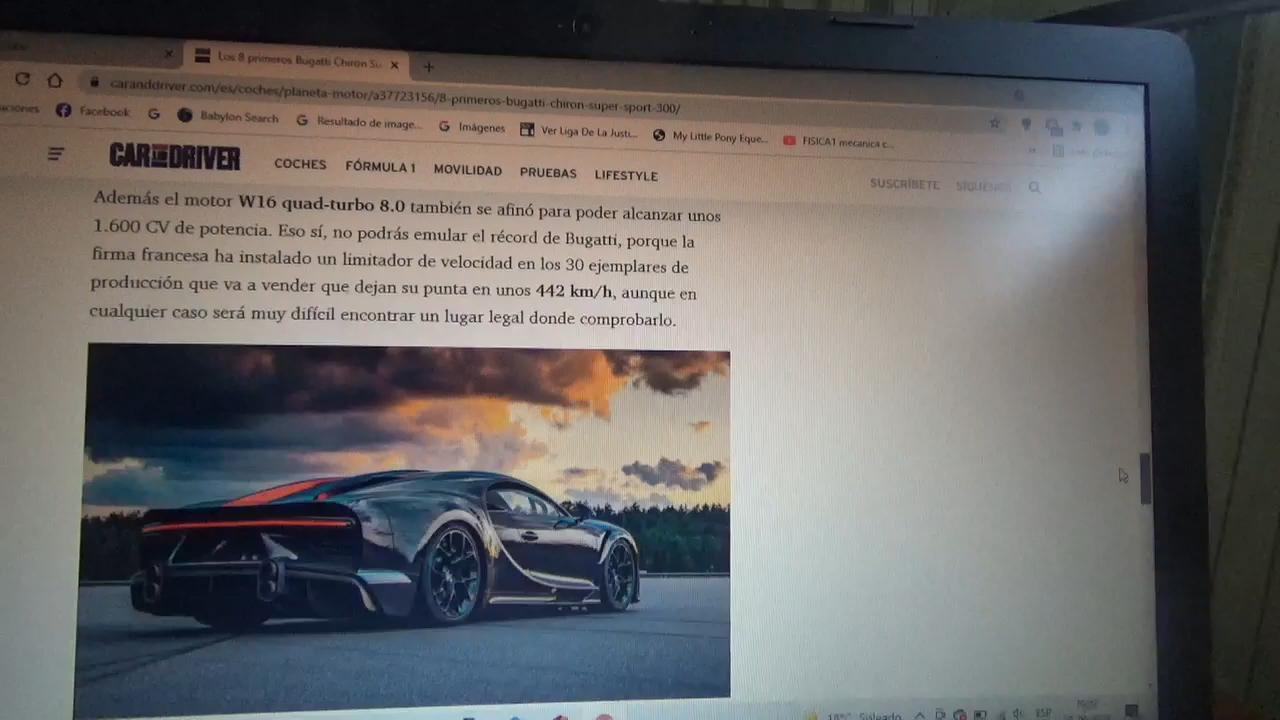 Los 8 primeros Bugatti Chiron Su
caranddriver.com/es/coches/planeta-motor/a37723156/8-primeros-bugatti-chiron-super-sport-300/
Facebook
Babylon Search
Resultado de image...
Imágenes
Ver Liga De La Justi...
My Little Pony Eque...
FISICA1 mecanica c...
CAR AND DRIVER
COCHES FÓRMULA 1 MOVILIDAD PRUEBAS LIFESTYLE
SUSCRÍBETE SÍGUENOS
Además el motor W16 quad-turbo 8.0 también se afinó para poder alcanzar unos
1.600 CV de potencia. Eso sí, no podrás emular el récord de Bugatti, porque la
firma francesa ha instalado un limitador de velocidad en los 30 ejemplares de
producción que va a vender que dejan su punta en unos 442 km/h, aunque en
cualquier caso será muy difícil encontrar un lugar legal donde comprobarlo.
18°C Soleado
ESP